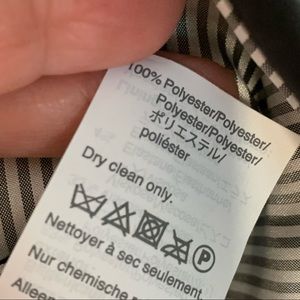 100% Polyester/Polyester/
Polyester/Polyester/
ポリエステル/
poliéster
Dry clean only.
P
Nettoyer à sec seulement
Nur chemische
Alleen